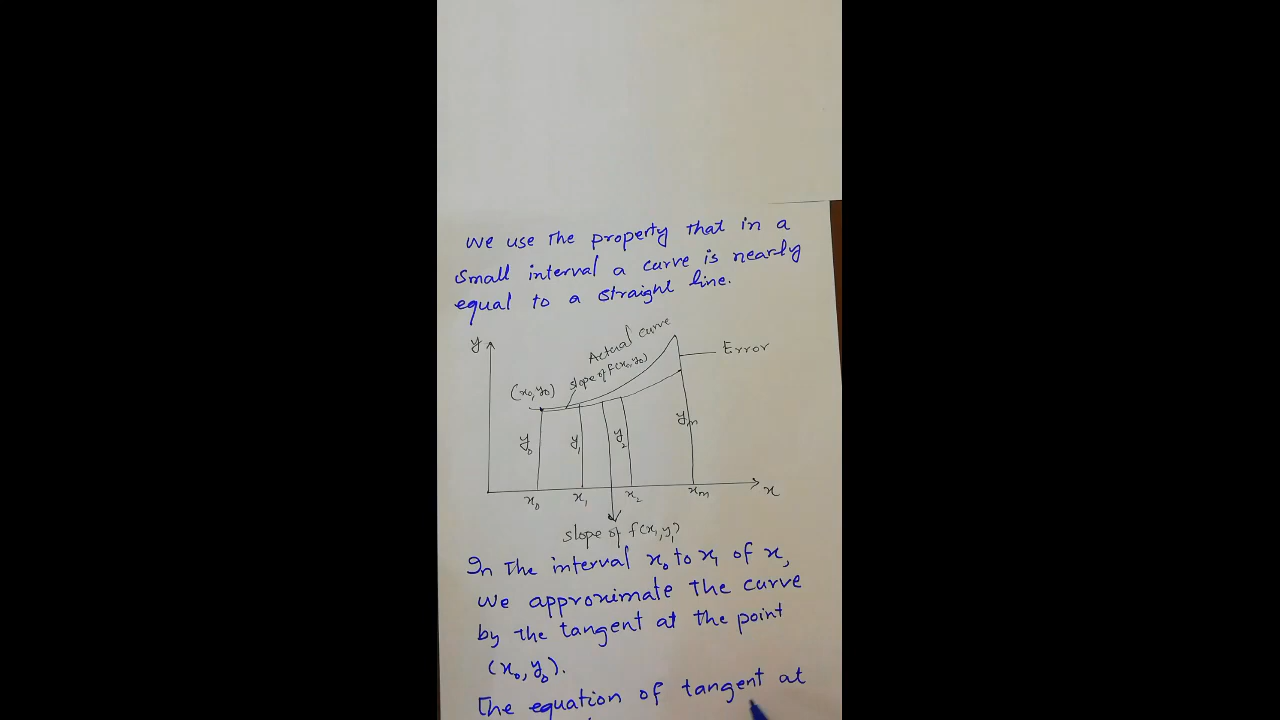 We use the property that in a
small interval a curve is nearly
equal to a straight line.
y
Actual curve
Error
slope of f(x₀,y₀)
(x₀,y₀)
y₀
y₁
y₂
yₘ
x₀
x₁
x₂
xₘ
x
slope of f(x₁,y₁)
In the interval x₀ to x₁ of x,
we approximate the curve
by the tangent at the point
(x₀,y₀).
The equation of tangent at